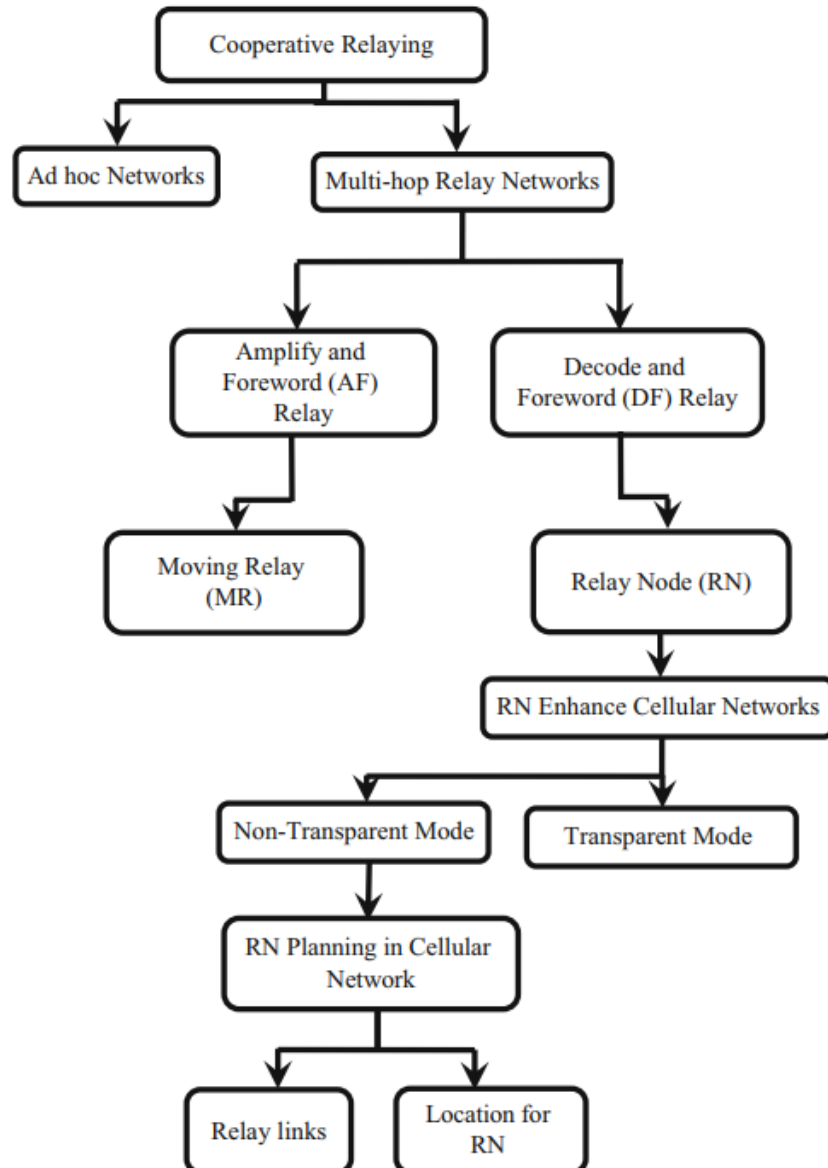 Cooperative Relaying
Ad hoc Networks
Multi-hop Relay Networks
Amplify and
Foreword (AF)
Relay
Decode and
Foreword (DF) Relay
Moving Relay
(MR)
Relay Node (RN)
RN Enhance Cellular Networks
Non-Transparent Mode
Transparent Mode
RN Planning in Cellular
Network
Relay links
Location for
RN